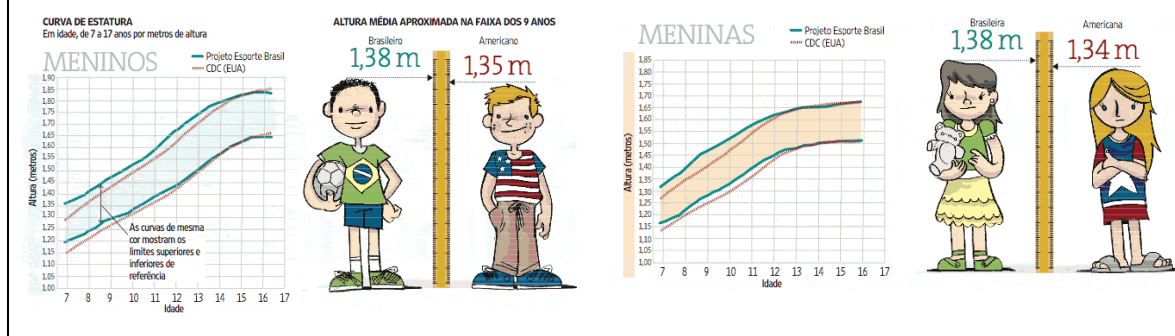 CURVA DE ESTATURA
Em idade, de 7 a 17 anos por metros de altura
MENINOS
Projeto Esporte Brasil
CDC (EUA)
Altura (metros)
1,90
1,85
1,80
1,75
1,70
1,65
1,60
1,55
1,50
1,45
1,40
1,35
1,30
1,25
1,20
1,15
1,10
1,05
1,00
As curvas de mesma
cor mostram os
limites superiores e
inferiores de
referência
7 8 9 10 11 12 13 14 15 16 17
Idade
ALTURA MÉDIA APROXIMADA NA FAIXA DOS 9 ANOS
Brasileiro
1,38 m
Americano
1,35 m
MENINAS
Projeto Esporte Brasil
CDC (EUA)
Altura (metros)
1,85
1,80
1,75
1,70
1,65
1,60
1,55
1,50
1,45
1,40
1,35
1,30
1,25
1,20
1,15
1,10
1,05
1,00
7 8 9 10 11 12 13 14 15 16 17
Idade
Brasileira
1,38 m
Americana
1,34 m